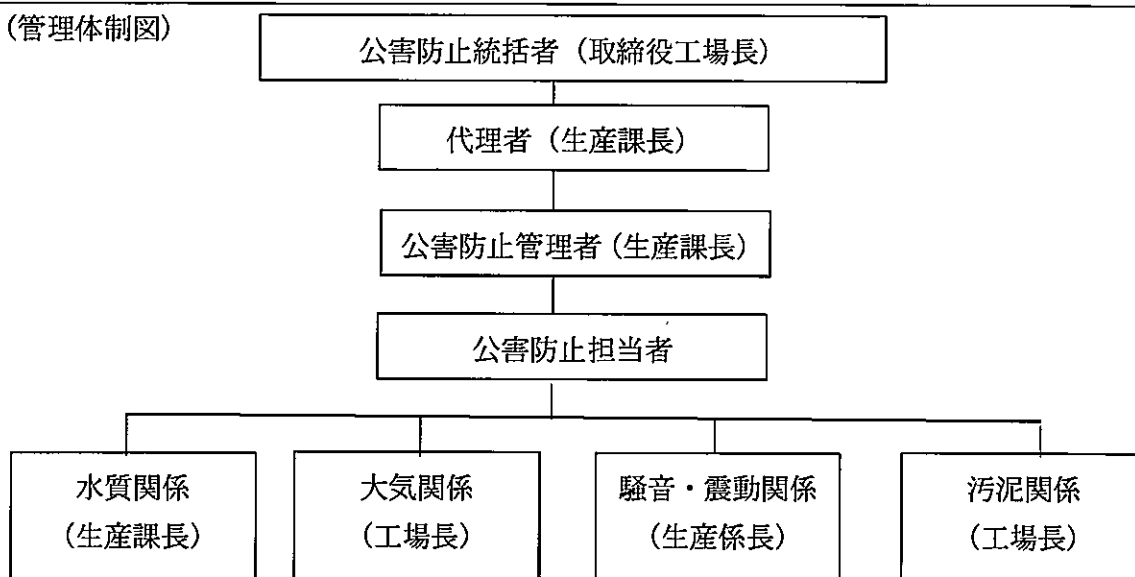 (管理体制図)
公害防止統括者（取締役工場長）
代理者（生産課長）
公害防止管理者（生産課長）
公害防止担当者
水質関係
（生産課長）
大気関係
（工場長）
騒音・震動関係
（生産係長）
汚泥関係
（工場長）